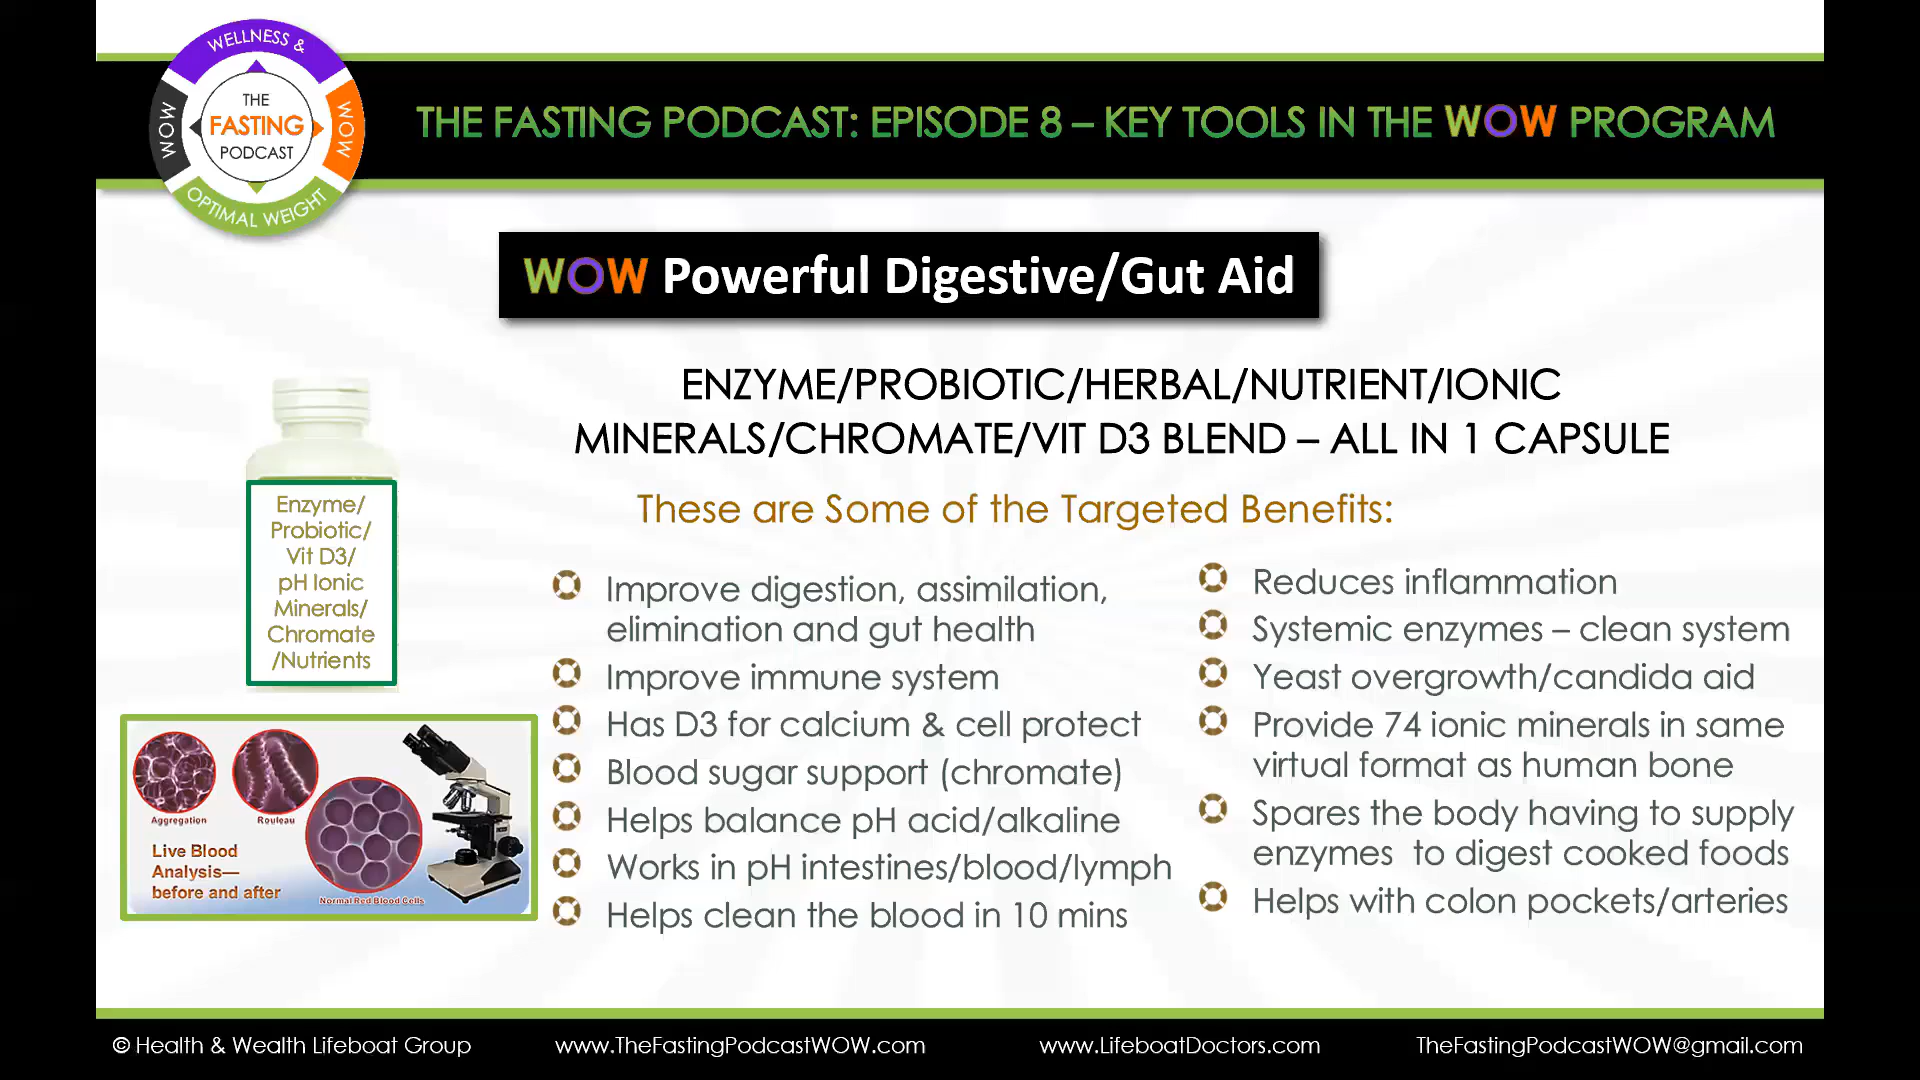 WELLNESS &
WOW
THE
FASTING
PODCAST
WOW
OPTIMAL WEIGHT
THE FASTING PODCAST: EPISODE 8 – KEY TOOLS IN THE WOW PROGRAM
WOW Powerful Digestive/Gut Aid
ENZYME/PROBIOTIC/HERBAL/NUTRIENT/IONIC
MINERALS/CHROMATE/VIT D3 BLEND – ALL IN 1 CAPSULE
These are Some of the Targeted Benefits:
Enzyme/
Probiotic/
Vit D3/
pH Ionic
Minerals/
Chromate
/Nutrients
Aggregation
Rouleau
Live Blood
Analysis—
before and after
Normal Red Blood Cells
Improve digestion, assimilation,
elimination and gut health
Improve immune system
Has D3 for calcium & cell protect
Blood sugar support (chromate)
Helps balance pH acid/alkaline
Works in pH intestines/blood/lymph
Helps clean the blood in 10 mins
Reduces inflammation
Systemic enzymes – clean system
Yeast overgrowth/candida aid
Provide 74 ionic minerals in same
virtual format as human bone
Spares the body having to supply
enzymes to digest cooked foods
Helps with colon pockets/arteries
© Health & Wealth Lifeboat Group
www.TheFastingPodcastWOW.com
www.LifeboatDoctors.com
TheFastingPodcastWOW@gmail.com